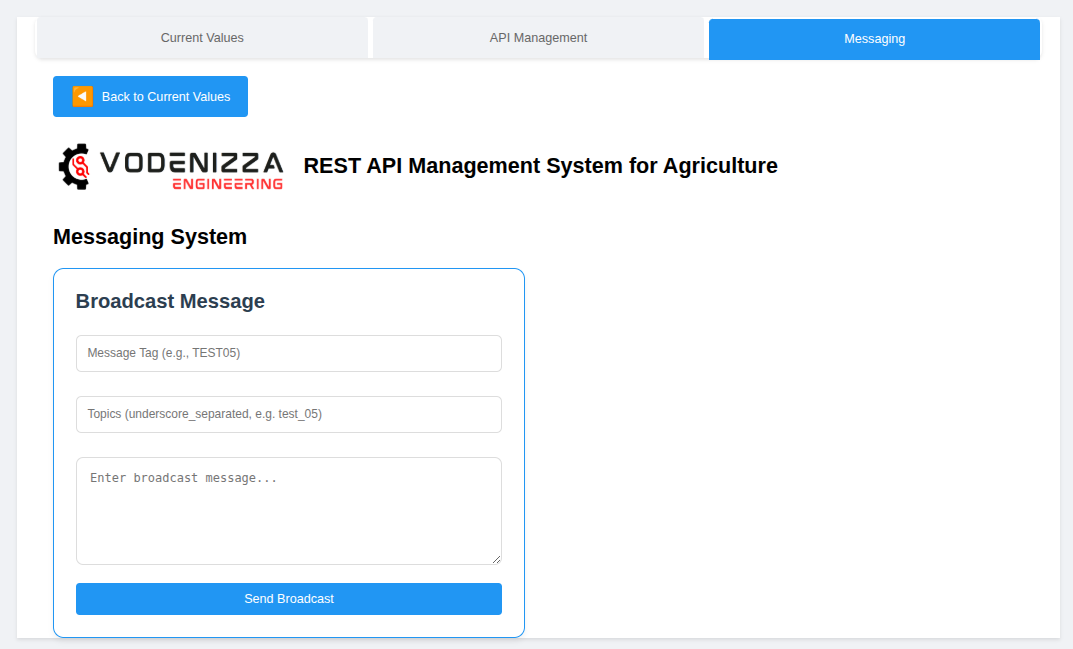 Current Values API Management Messaging
Back to Current Values
VODENIZZA
ENGINEERING
REST API Management System for Agriculture
Messaging System
Broadcast Message
Message Tag (e.g., TEST05)
Topics (underscore_separated, e.g. test_05)
Enter broadcast message...
Send Broadcast